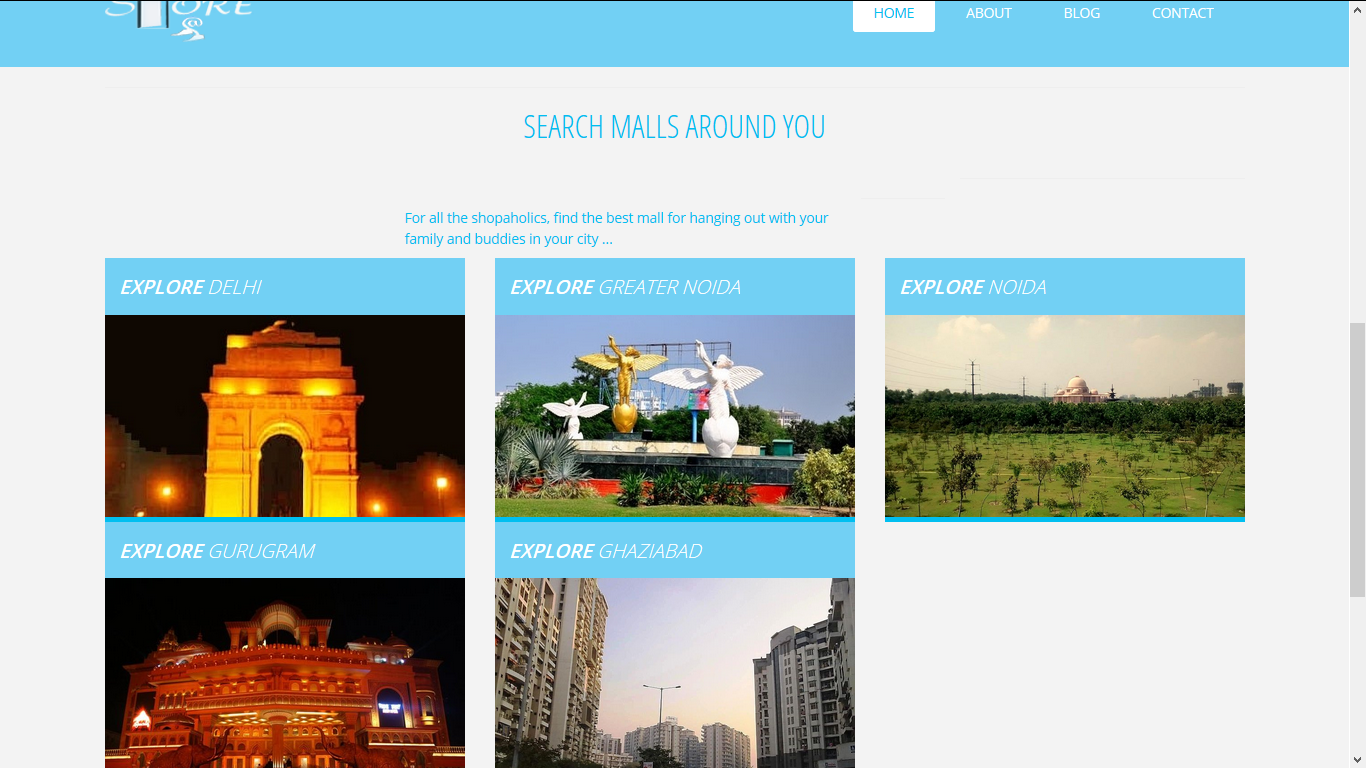 HOME ABOUT BLOG CONTACT
SEARCH MALLS AROUND YOU
For all the shopaholics, find the best mall for hanging out with your
family and buddies in your city ...
EXPLORE DELHI
EXPLORE GREATER NOIDA
EXPLORE NOIDA
EXPLORE GURUGRAM
EXPLORE GHAZIABAD